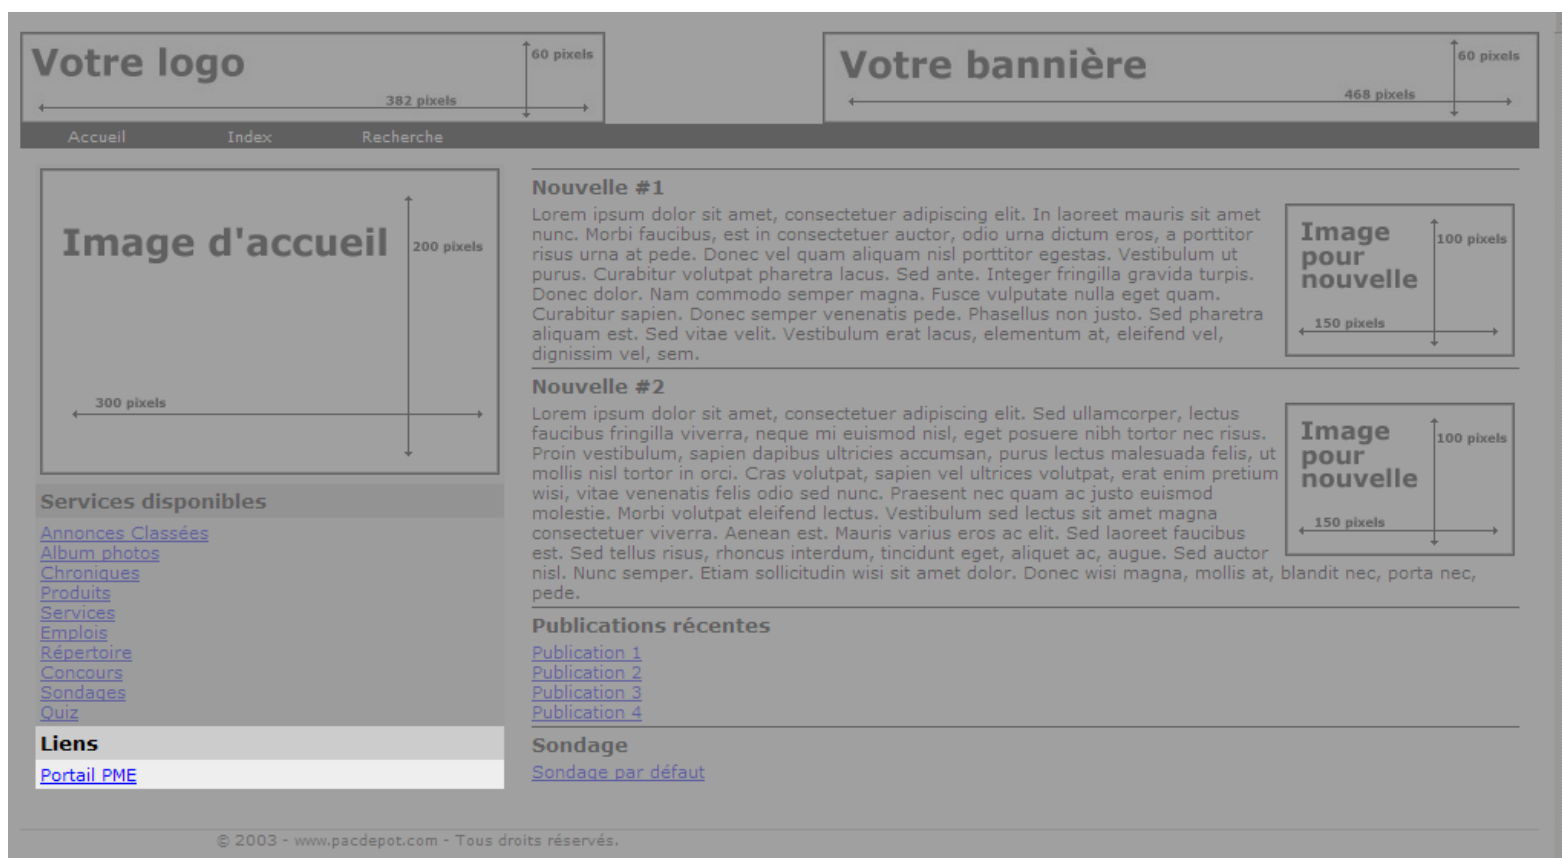 Votre logo
60 pixels
382 pixels
Votre bannière
60 pixels
468 pixels
Accueil Index Recherche
Image d'accueil
200 pixels
300 pixels
Services disponibles
Annonces Classées
Album photos
Chroniques
Produits
Services
Emplois
Répertoire
Concours
Sondages
Quiz
Liens
Portail PME
Nouvelle #1
Lorem ipsum dolor sit amet, consectetuer adipiscing elit. In laoreet mauris sit amet
nunc. Morbi faucibus, est in consectetuer auctor, odio urna dictum eros, a porttitor
risus urna at pede. Donec vel quam aliquam nisl porttitor egestas. Vestibulum ut
purus. Curabitur volutpat pharetra lacus. Sed ante. Integer fringilla gravida turpis.
Donec dolor. Nam commodo semper magna. Fusce vulputate nulla eget quam.
Curabitur sapien. Donec semper venenatis pede. Phasellus non justo. Sed pharetra
aliquam est. Sed vitae velit. Vestibulum erat lacus, elementum at, eleifend vel,
dignissim vel, sem.
Image
pour
nouvelle
100 pixels
150 pixels
Nouvelle #2
Lorem ipsum dolor sit amet, consectetuer adipiscing elit. Sed ullamcorper, lectus
faucibus fringilla viverra, neque mi euismod nisl, eget posuere nibh tortor nec risus.
Proin vestibulum, sapien dapibus ultricies accumsan, purus lectus malesuada felis, ut
mollis nisl tortor in orci. Cras volutpat, sapien vel ultrices volutpat, erat enim pretium
wisi, vitae venenatis felis odio sed nunc. Praesent nec quam ac justo euismod
molestie. Morbi volutpat eleifend lectus. Vestibulum sed lectus sit amet magna
consectetuer viverra. Aenean est. Mauris varius eros ac elit. Sed laoreet faucibus
est. Sed tellus risus, rhoncus interdum, tincidunt eget, aliquet ac, augue. Sed auctor
nisl. Nunc semper. Etiam sollicitudin wisi sit amet dolor. Donec wisi magna, mollis at, blandit nec, porta nec,
pede.
Image
pour
nouvelle
100 pixels
150 pixels
Publications récentes
Publication 1
Publication 2
Publication 3
Publication 4
Sondage
Sondage par défaut
© 2003 - www.pacdepot.com - Tous droits réservés.